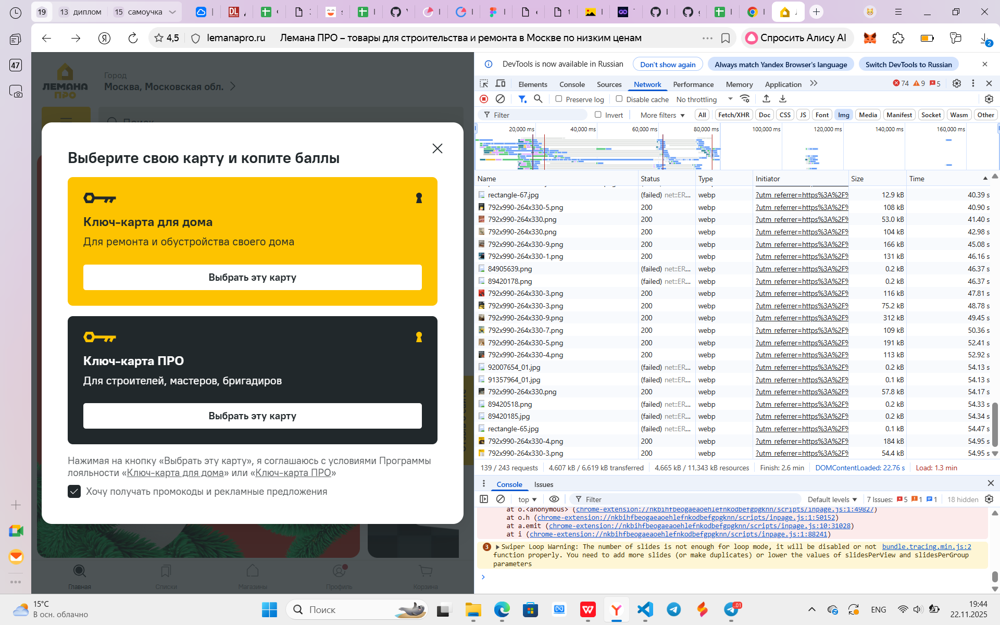 19
13 диплом
15 самоучка
4,5
lemanapro.ru
Лемана ПРО – товары для строительства и ремонта в Москве по низким ценам
Спросить Алису AI
2
47
ЛЕМАНА
ПРО
Город
Москва, Московская обл.
Поиск
Выберите свою карту и копите баллы
Ключ-карта для дома
Для ремонта и обустройства своего дома
Выбрать эту карту
Ключ-карта ПРО
Для строителей, мастеров, бригадиров
Выбрать эту карту
Нажимая на кнопку «Выбрать эту карту», я соглашаюсь с условиями Программы
лояльности «Ключ-карта для дома» или «Ключ-карта ПРО»
Хочу получать промокоды и рекламные предложения
Главная
Списки
Магазины
Профиль
Корзина
DevTools is now available in Russian
Don't show again
Always match Yandex Browser's language
Switch DevTools to Russian
Elements Console Sources Network Performance Memory Application
74 9 5
Preserve log Disable cache No throttling
Filter Invert More filters All Fetch/XHR Doc CSS JS Font Img Media Manifest Socket Wasm Other
20,000 ms 40,000 ms 60,000 ms 80,000 ms 100,000 ms 120,000 ms 140,000 ms 160,000 ms
Name Status Type Initiator Size Time
rectangle-67.jpg (failed) net::ER... webp ?utm_referrer=https%3A%2F% 12.9 kB 40.39 s
792x990-264x330-5.png 200 webp ?utm_referrer=https%3A%2F% 108 kB 40.90 s
792x990-264x330.png 200 webp ?utm_referrer=https%3A%2F% 53.0 kB 41.40 s
792x990-264x330.png 200 webp ?utm_referrer=https%3A%2F% 104 kB 42.98 s
792x990-264x330-9.png 200 webp ?utm_referrer=https%3A%2F% 166 kB 45.08 s
792x990-264x330-1.png 200 webp ?utm_referrer=https%3A%2F% 131 kB 46.16 s
84905639.png (failed) net::ER... webp ?utm_referrer=https%3A%2F% 0.2 kB 46.37 s
89420178.png (failed) net::ER... webp ?utm_referrer=https%3A%2F% 0.2 kB 46.37 s
792x990-264x330-3.png 200 webp ?utm_referrer=https%3A%2F% 116 kB 47.81 s
792x990-264x330-3.png 200 webp ?utm_referrer=https%3A%2F% 75.2 kB 48.78 s
792x990-264x330-9.png 200 webp ?utm_referrer=https%3A%2F% 312 kB 49.45 s
792x990-264x330-7.png 200 webp ?utm_referrer=https%3A%2F% 109 kB 50.36 s
792x990-264x330-5.png 200 webp ?utm_referrer=https%3A%2F% 191 kB 52.41 s
792x990-264x330-4.png 200 webp ?utm_referrer=https%3A%2F% 113 kB 52.92 s
92007654_01.jpg (failed) net::ER... webp ?utm_referrer=https%3A%2F% 0.2 kB 54.13 s
91357964_01.jpg (failed) net::ER... webp ?utm_referrer=https%3A%2F% 0.1 kB 54.13 s
792x990-264x330.png 200 webp ?utm_referrer=https%3A%2F% 57.8 kB 54.17 s
89420518.png (failed) net::ER... webp ?utm_referrer=https%3A%2F% 0.2 kB 54.33 s
89420185.jpg (failed) net::ER... webp ?utm_referrer=https%3A%2F% 0.2 kB 54.34 s
rectangle-65.jpg (failed) net::ER... webp ?utm_referrer=https%3A%2F% 0.1 kB 54.47 s
792x990-264x330-4.png 200 webp ?utm_referrer=https%3A%2F% 184 kB 54.95 s
792x990-264x330-3.png 200 webp ?utm_referrer=https%3A%2F% 54.4 kB 54.95 s
139 / 243 requests 4,607 kB / 6,619 kB transferred 4,665 kB / 11,343 kB resources Finish: 2.6 min DOMContentLoaded: 22.76 s Load: 1.3 min
Console Issues
top Filter Default levels 7 Issues: 5 1 1 18 hidden
at o.<anonymous> (chrome-extension://nkbihfbeogaeaoehlefnkodbefgpgknn/scripts/inpage.js:1:49827)
at o.h (chrome-extension://nkbihfbeogaeaoehlefnkodbefgpgknn/scripts/inpage.js:1:50152)
at a.emit (chrome-extension://nkbihfbeogaeaoehlefnkodbefgpgknn/scripts/inpage.js:10:31028)
at i (chrome-extension://nkbihfbeogaeaoehlefnkodbefgpgknn/scripts/inpage.js:1:88241)
3 Swiper Loop Warning: The number of slides is not enough for loop mode, it will be disabled or not bundle.tracing.min.js:2
function properly. You need to add more slides (or make duplicates) or lower the values of slidesPerView and slidesPerGroup
parameters
15°C
В осн. облачно
Поиск
ENG
19:44
22.11.2025